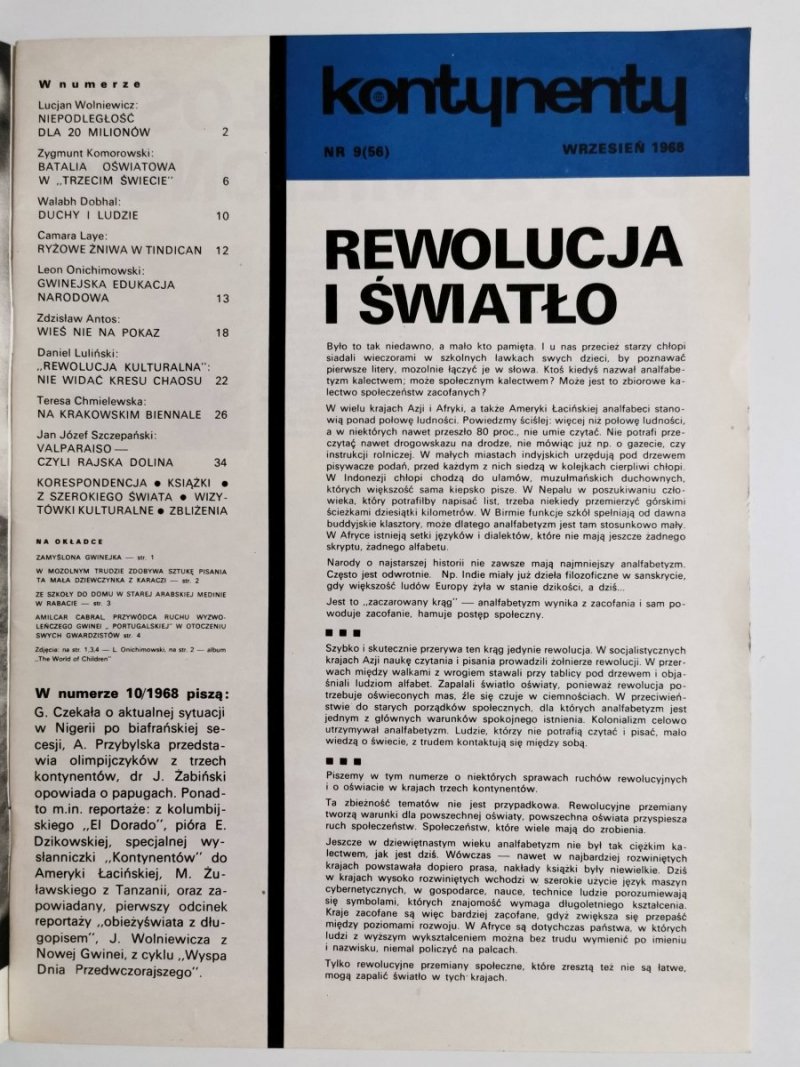 W numerze
Lucjan Wolniewicz:
NIEPODLEGŁOŚĆ
DLA 20 MILIONÓW 2
Zygmunt Komorowski:
BATALIA OŚWIATOWA
W „TRZECIM ŚWIECIE” 6
Walabh Dobhal:
DUCHY I LUDZIE 10
Camara Laye:
RYŻOWE ŻNIWA W TINDICAN 12
Leon Onichimowski:
GWINEJSKA EDUKACJA
NARODOWA 13
Zdzisław Antos:
WIEŚ NIE NA POKAZ 18
Daniel Luliński:
„REWOLUCJA KULTURALNA”:
NIE WIDAĆ KRESU CHAOSU 22
Teresa Chmielewska:
NA KRAKOWSKIM BIENNALE 26
Jan Józef Szczepański:
VALPARAISO —
CZYLI RAJSKA DOLINA 34
KORESPONDENCJA ● KSIĄŻKI ●
Z SZEROKIEGO ŚWIATA ● WIZY-
TÓWKI KULTURALNE ● ZBLIŻENIA
NA OKŁADCE
ZAMYŚLONA GWINEJKA — str. 1
W MOZOLNYM TRUDZIE ZDOBYWA SZTUKĘ PISANIA
TA MAŁA DZIEWCZYNKA Z KARACZI — str. 2
ZE SZKOŁY DO DOMU W STAREJ ARABSKIEJ MEDINIE
W RABACIE — str. 3
AMILCAR CABRAL, PRZYWÓDCA RUCHU WYZWO-
LEŃCZEGO GWINEI „PORTUGALSKIEJ” W OTOCZENIU
SWYCH GWARDZISTÓW str. 4
Zdjęcia: na str. 1,3,4 — L. Onichimowski, na str. 2 — album
„The World of Children”
W numerze 10/1968 piszą:
G. Czekała o aktualnej sytuacji
w Nigerii po biafrańskiej se-
cesji, A. Przybylska przedsta-
wia olimpijczyków z trzech
kontynentów, dr J. Żabiński
opowiada o papugach. Ponad-
to m.in. reportaże: z kolumbij-
skiego „El Dorado”, pióra E.
Dzikowskiej, specjalnej wy-
słanniczki „Kontynentów” do
Ameryki Łacińskiej, M. Żu-
ławskiego z Tanzanii, oraz za-
powiadany, pierwszy odcinek
reportaży „obieżyświata z dłu-
gopisem”, J. Wolniewicza z
Nowej Gwinei, z cyklu „Wyspa
Dnia Przedwczorajszego”.
kontynenty
NR 9(56) WRZESIEŃ 1968
REWOLUCJA
I ŚWIATŁO
Było to tak niedawno, a mało kto pamięta. I u nas przecież starzy chłopi
siadali wieczorami w szkolnych ławkach swych dzieci, by poznawać
pierwsze litery, mozolnie łączyć je w słowa. Ktoś kiedyś nazwał analfabe-
tyzm kalectwem; może społecznym kalectwem? Może jest to zbiorowe ka-
lectwo społeczeństw zacofanych?
W wielu krajach Azji i Afryki, a także Ameryki Łacińskiej analfabeci stano-
wią ponad połowę ludności. Powiedzmy ściślej: więcej niż połowę ludności,
a w niektórych nawet przeszło 80 proc., nie umie czytać. Nie potrafi prze-
czytać nawet drogowskazu na drodze, nie mówiąc już np. o gazecie, czy
instrukcji rolniczej. W małych miastach indyjskich urzędują pod drzewem
pisywacze podań, przed każdym z nich siedzą w kolejkach cierpliwi chłopi.
W Indonezji chłopi chodzą do ulamów, muzułmańskich duchownych,
których większość sama kiepsko pisze. W Nepalu w poszukiwaniu czło-
wieka, który potrafiłby napisać list, trzeba niekiedy przemierzyć górskimi
ścieżkami dziesiątki kilometrów. W Birmie funkcje szkół spełniają od dawna
buddyjskie klasztory, może dlatego analfabetyzm jest tam stosunkowo mały.
W Afryce istnieją setki języków i dialektów, które nie mają jeszcze żadnego
skryptu, żadnego alfabetu.
Narody o najstarszej historii nie zawsze mają najmniejszy analfabetyzm.
Często jest odwrotnie. Np. Indie miały już dzieła filozoficzne w sanskrycie,
gdy większość ludów Europy żyła w stanie dzikości, a dziś...
Jest to „zaczarowany krąg” — analfabetyzm wynika z zacofania i sam po-
woduje zacofanie, hamuje postęp społeczny.
■ ■ ■
Szybko i skutecznie przerywa ten krąg jedynie rewolucja. W socjalistycznych
krajach Azji naukę czytania i pisania prowadzili żołnierze rewolucji. W przer-
wach między walkami z wrogiem stawali przy tablicy pod drzewem i obja-
śniali ludziom alfabet. Zapalali światło oświaty, ponieważ rewolucja po-
trzebuje oświeconych mas, źle się czuje w ciemnościach. W przeciwień-
stwie do starych porządków społecznych, dla których analfabetyzm jest
jednym z głównych warunków spokojnego istnienia. Kolonializm celowo
utrzymywał analfabetyzm. Ludzie, którzy nie potrafią czytać i pisać, mało
wiedzą o świecie, z trudem kontaktują się między sobą.
■ ■ ■
Piszemy w tym numerze o niektórych sprawach ruchów rewolucyjnych
i o oświacie w krajach trzech kontynentów.
Ta zbieżność tematów nie jest przypadkowa. Rewolucyjne przemiany
tworzą warunki dla powszechnej oświaty, powszechna oświata przyspiesza
ruch społeczeństw. Społeczeństw, które wiele mają do zrobienia.
Jeszcze w dziewiętnastym wieku analfabetyzm nie był tak ciężkim ka-
lectwem, jak jest dziś. Wówczas — nawet w najbardziej rozwiniętych
krajach powstawała dopiero prasa, nakłady książki były niewielkie. Dziś
w krajach wysoko rozwiniętych wchodzi w szerokie użycie język maszyn
cybernetycznych, w gospodarce, nauce, technice ludzie porozumiewają
się symbolami, których znajomość wymaga długoletniego kształcenia.
Kraje zacofane są więc bardziej zacofane, gdyż zwiększa się przepaść
między poziomami rozwoju. W Afryce są dotychczas państwa, w których
ludzi z wyższym wykształceniem można bez trudu wymienić po imieniu
i nazwisku, niemal policzyć na palcach.
Tylko rewolucyjne przemiany społeczne, które zresztą też nie są łatwe,
mogą zapalić światło w tych krajach.